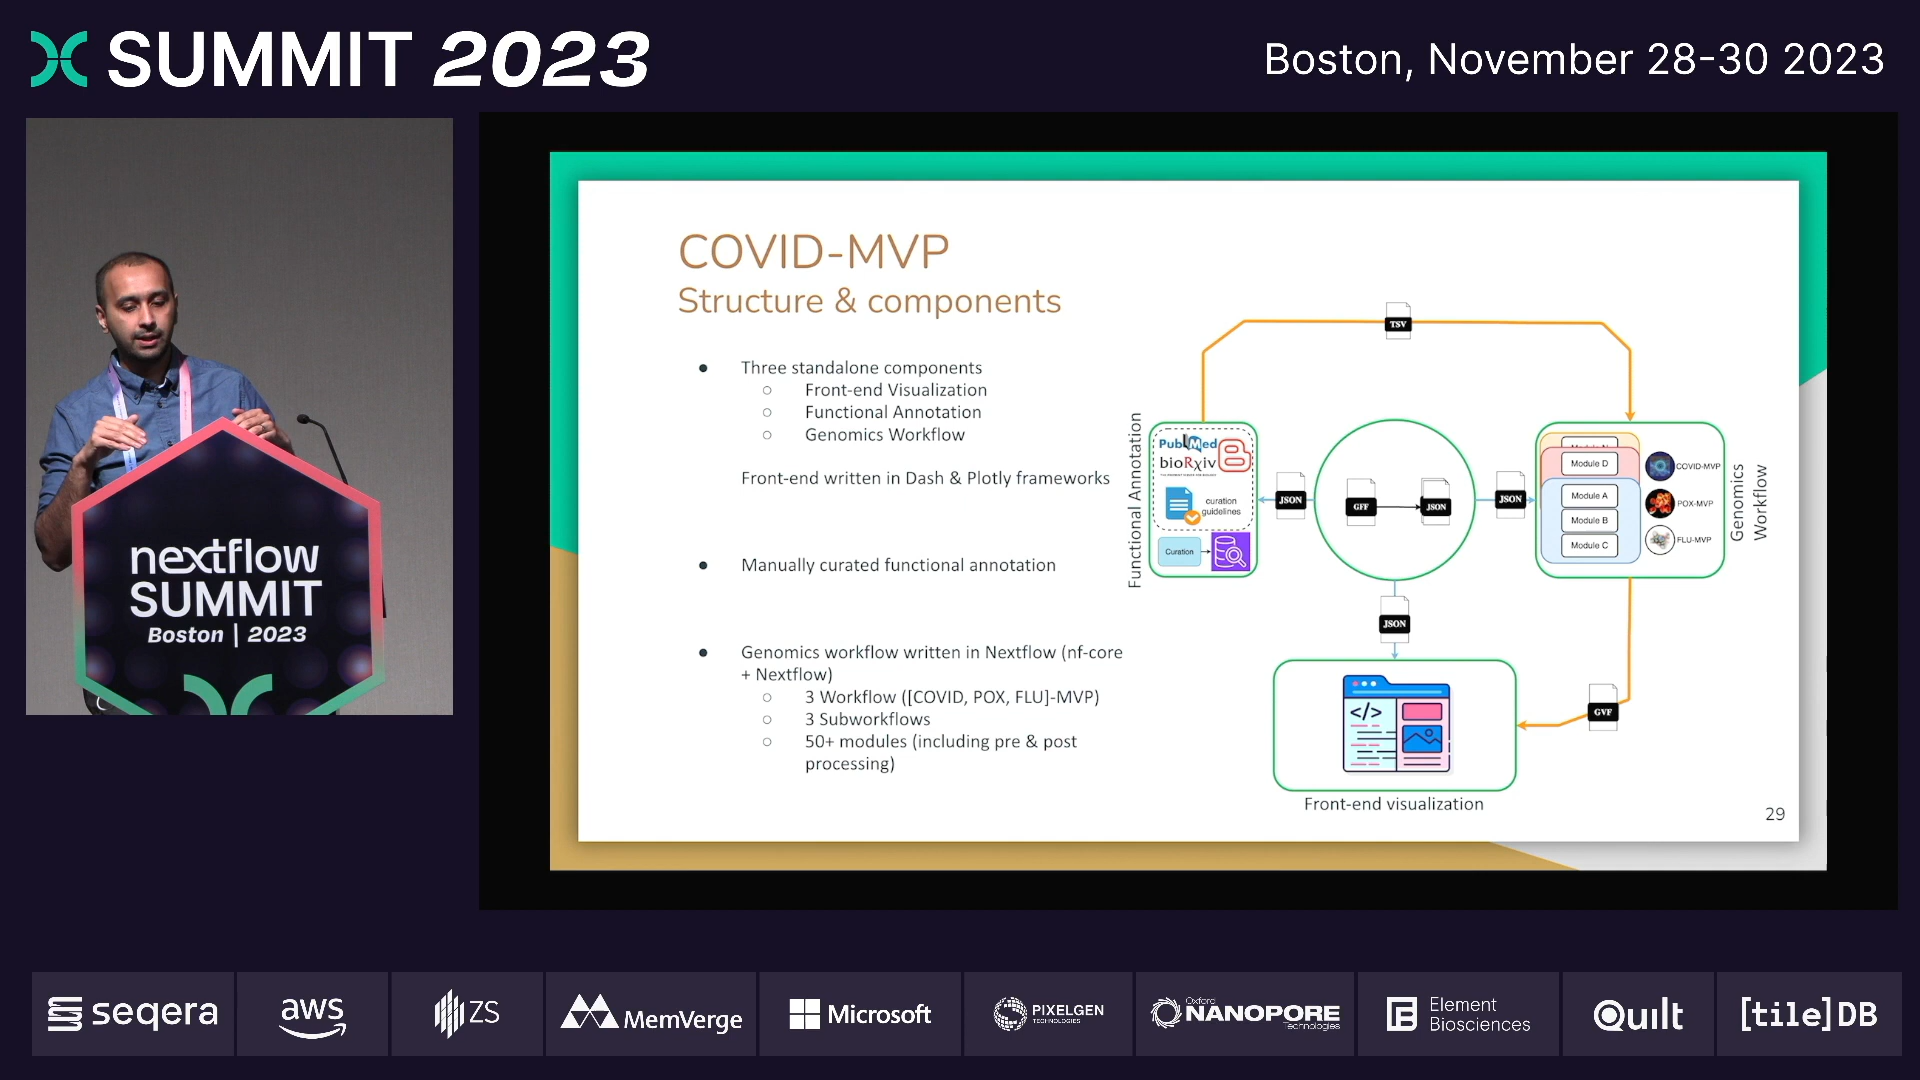 SUMMIT 2023
Boston, November 28-30 2023
nextflow
SUMMIT
Boston | 2023
COVID-MVP
Structure & components
Three standalone components
Front-end Visualization
Functional Annotation
Genomics Workflow
Front-end written in Dash & Plotly frameworks
Manually curated functional annotation
Genomics workflow written in Nextflow (nf-core
+ Nextflow)
3 Workflow ([COVID, POX, FLU]-MVP)
3 Subworkflows
50+ modules (including pre & post
processing)
TSV
Functional Annotation
PubMed
bioRxiv
curation
guidelines
Curation
JSON
GFF
JSON
JSON
Module D
Module A
Module B
Module C
COVID-MVP
POX-MVP
FLU-MVP
Genomics
Workflow
JSON
GVF
</>
Front-end visualization
29
seqera
aws
ZS
MemVerge
Microsoft
PIXELGEN
TECHNOLOGIES
Oxford
NANOPORE
Technologies
Element
Biosciences
Quilt
[tile]DB